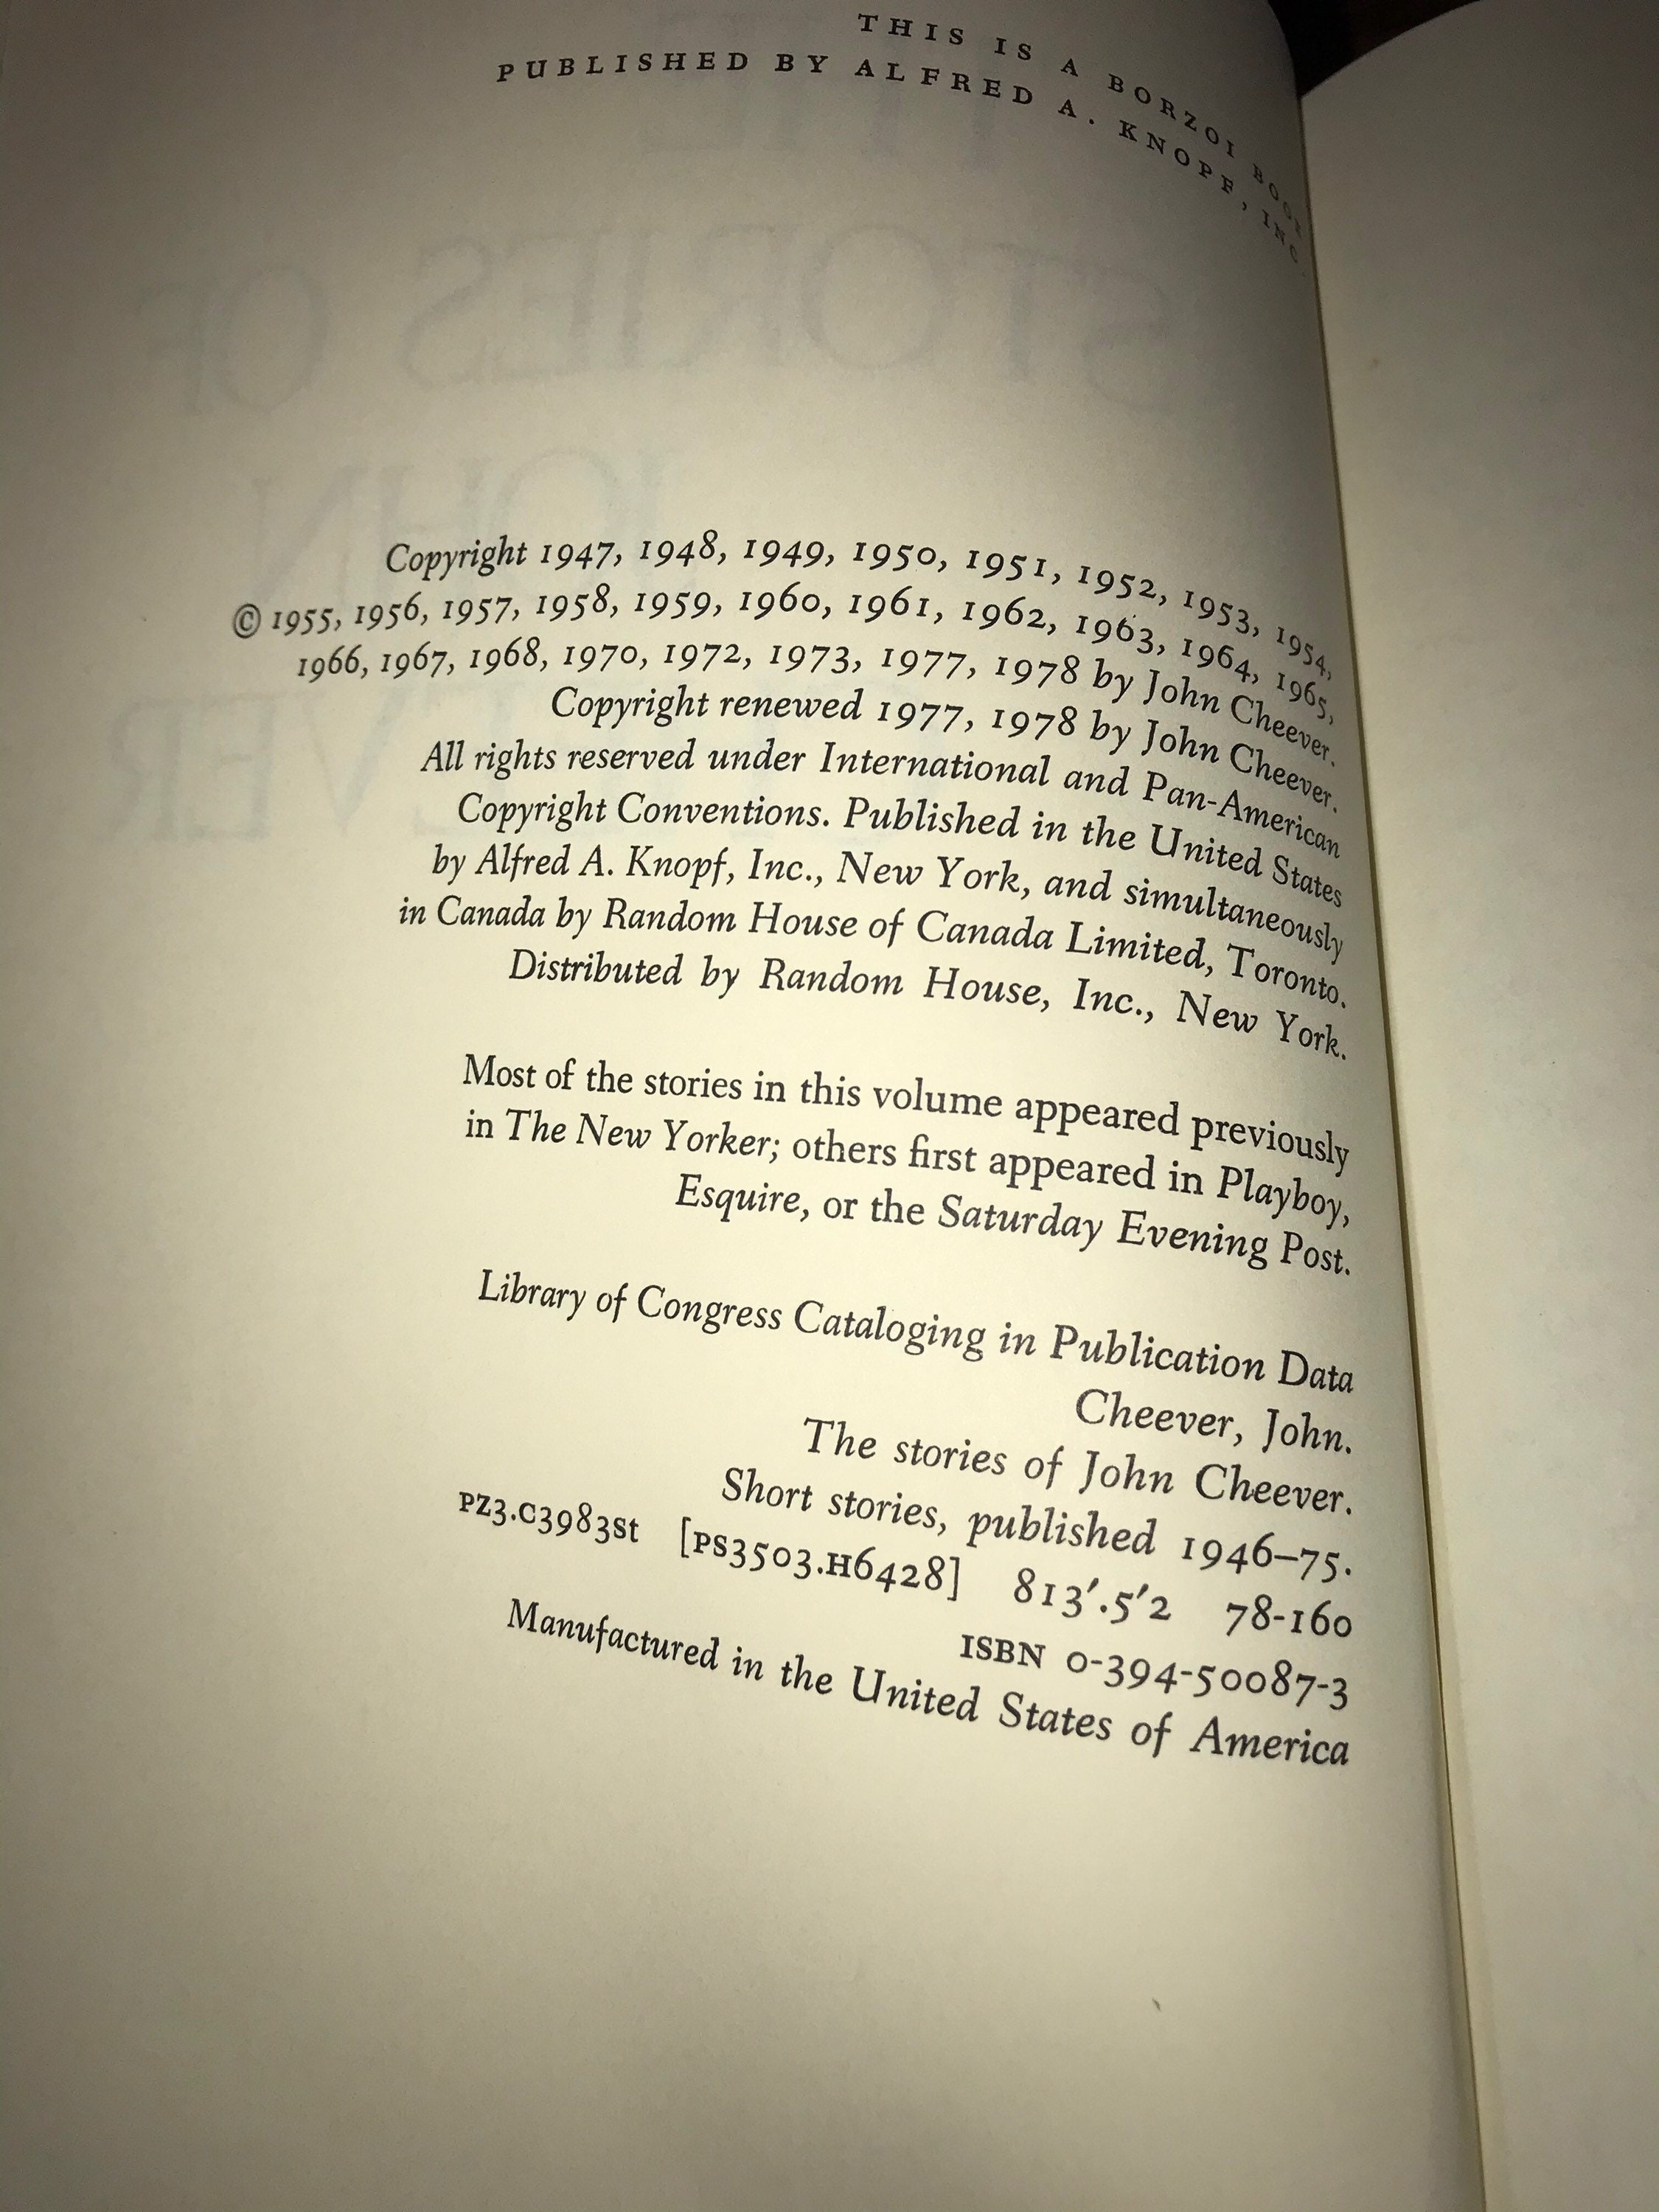 THIS IS A BORZOI BOOK
PUBLISHED BY ALFRED A. KNOPF, INC.
Copyright 1947, 1948, 1949, 1950, 1951, 1952, 1953, 1954,
© 1955, 1956, 1957, 1958, 1959, 1960, 1961, 1962, 1963, 1964, 1965,
1966, 1967, 1968, 1970, 1972, 1973, 1977, 1978 by John Cheever.
Copyright renewed 1977, 1978 by John Cheever.
All rights reserved under International and Pan-American
Copyright Conventions. Published in the United States
by Alfred A. Knopf, Inc., New York, and simultaneously
in Canada by Random House of Canada Limited, Toronto.
Distributed by Random House, Inc., New York.
Most of the stories in this volume appeared previously
in The New Yorker; others first appeared in Playboy,
Esquire, or the Saturday Evening Post.
Library of Congress Cataloging in Publication Data
Cheever, John.
The stories of John Cheever.
Short stories, published 1946–75.
PZ3.C3983St [PS3503.H6428] 813′.5′2 78-160
ISBN 0-394-50087-3
Manufactured in the United States of America